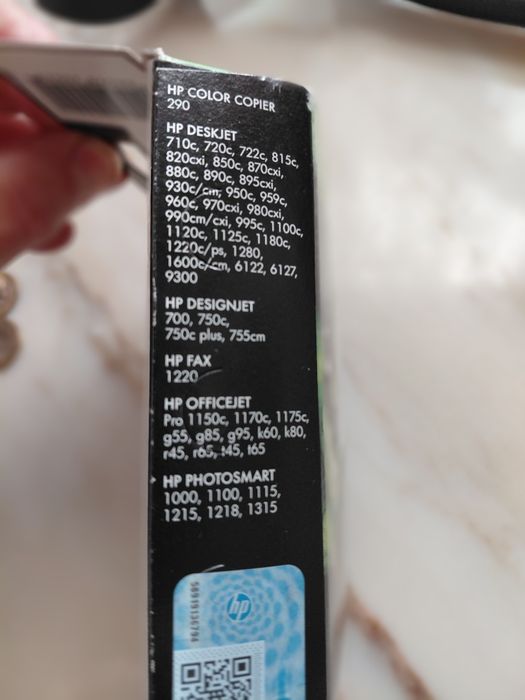 HP COLOR COPIER
290
HP DESKJET
710c, 720c, 722c, 815c,
820cxi, 850c, 870cxi,
880c, 890c, 895cxi,
930c/cm, 950c, 959c,
960c, 970cxi, 980cxi,
990cm/cxi, 995c, 1100c,
1120c, 1125c, 1180c,
1220c/ps, 1280,
1600c/cm, 6122, 6127,
9300
HP DESIGNJET
700, 750c,
750c plus, 755cm
HP FAX
1220
HP OFFICEJET
Pro 1150c, 1170c, 1175c,
g55, g85, g95, k60, k80,
r45, r65, t45, t65
HP PHOTOSMART
1000, 1100, 1115,
1215, 1218, 1315
hp